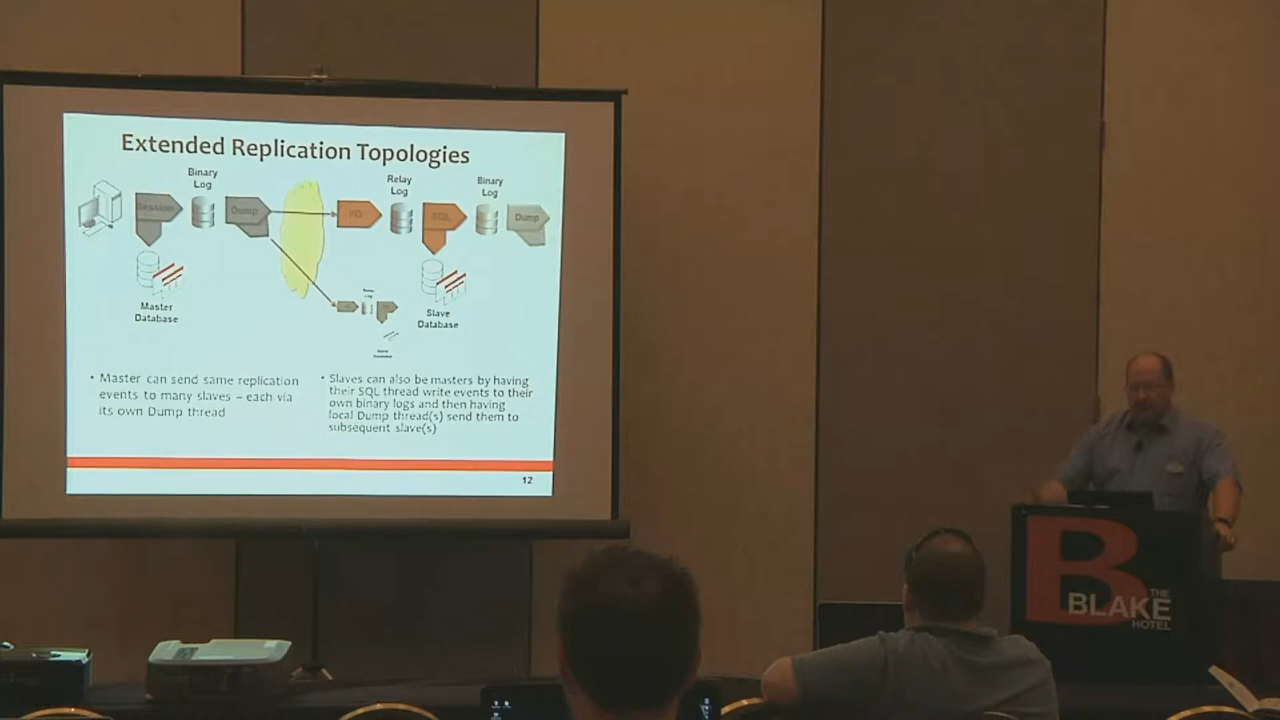 Extended Replication Topologies
Binary
Log
Relay
Log
Binary
Log
Session
Dump
I/O
SQL
Dump
Master
Database
Slave
Database
• Master can send same replication
events to many slaves – each via
its own Dump thread
• Slaves can also be masters by having
their SQL thread write events to their
own binary logs and then having
local Dump thread(s) send them to
subsequent slave(s)
12
B
THE
BLAKE
HOTEL